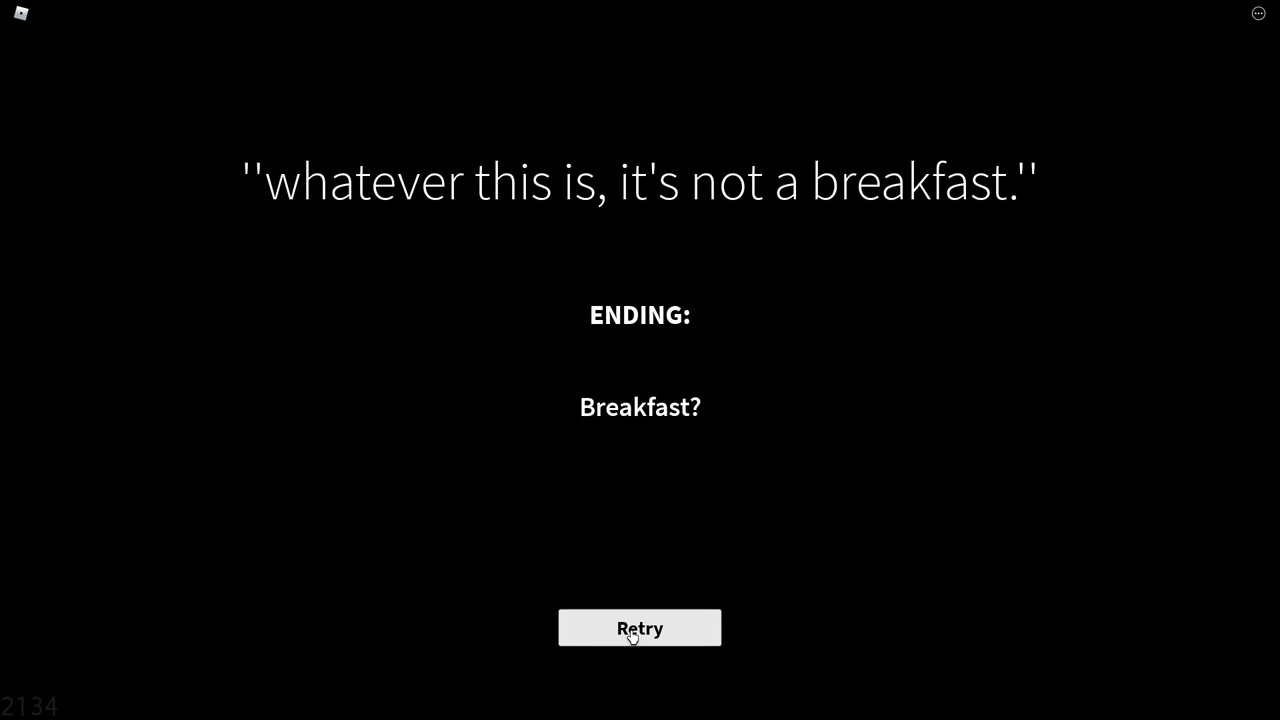 ''whatever this is, it's not a breakfast.''
ENDING:
Breakfast?
Retry
2134